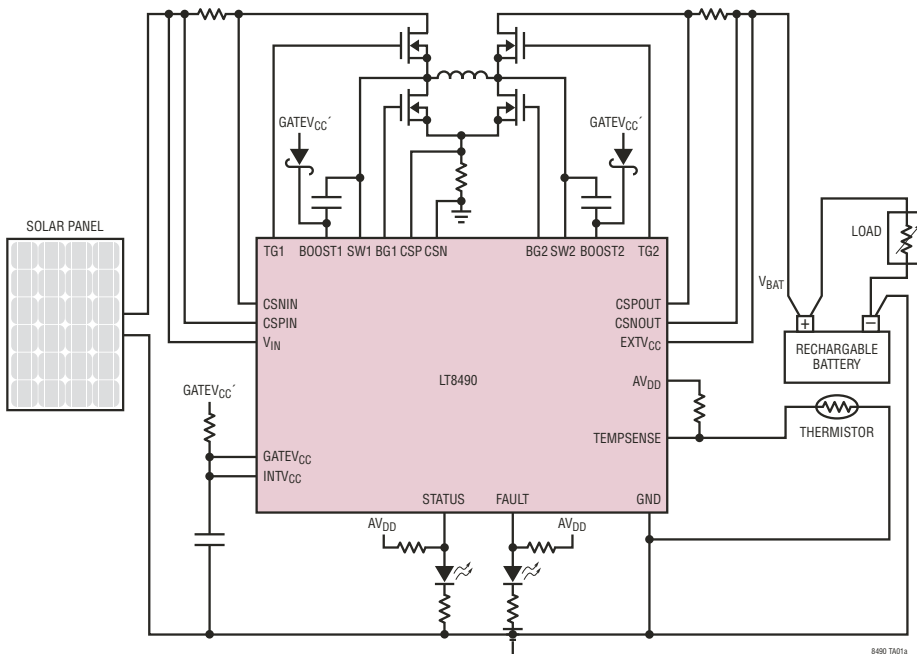 GATEVCC´
GATEVCC´
SOLAR PANEL
LOAD
TG1 BOOST1 SW1 BG1 CSP CSN BG2 SW2 BOOST2 TG2
VBAT
CSNIN
CSPIN
VIN
CSPOUT
CSNOUT
EXTVCC
+
−
RECHARGABLE
BATTERY
LT8490
GATEVCC´
AVDD
TEMPSENSE
THERMISTOR
GATEVCC
INTVCC
STATUS FAULT GND
AVDD
AVDD
8490 TA01a